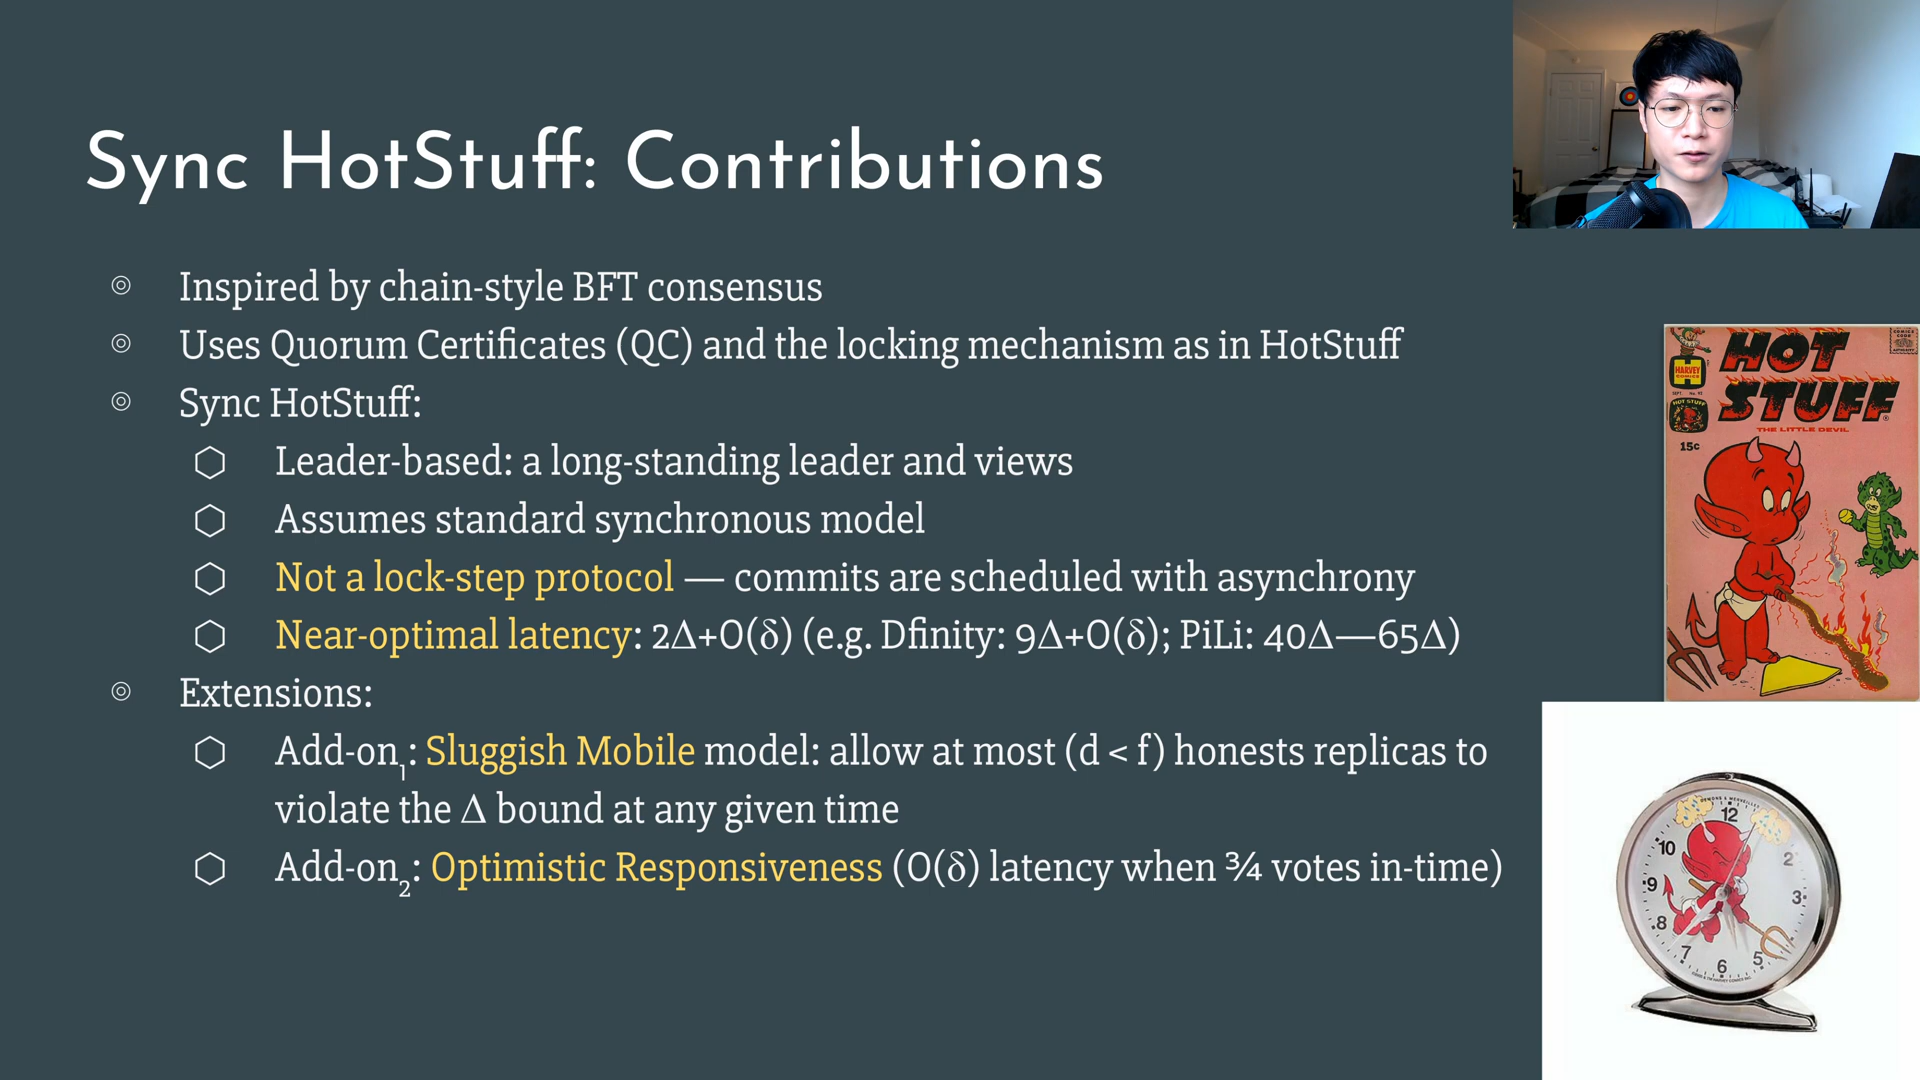 Sync HotStuff: Contributions
◎ Inspired by chain-style BFT consensus
◎ Uses Quorum Certificates (QC) and the locking mechanism as in HotStuff
◎ Sync HotStuff:
⬡ Leader-based: a long-standing leader and views
⬡ Assumes standard synchronous model
⬡ Not a lock-step protocol — commits are scheduled with asynchrony
⬡ Near-optimal latency: 2Δ+O(δ) (e.g. Dfinity: 9Δ+O(δ); PiLi: 40Δ—65Δ)
◎ Extensions:
⬡ Add-on₁: Sluggish Mobile model: allow at most (d < f) honests replicas to
violate the Δ bound at any given time
⬡ Add-on₂: Optimistic Responsiveness (O(δ) latency when ¾ votes in-time)
HOT
STUFF
THE LITTLE DEVIL
HARVEY
COMICS
15¢
12
2
3
5
6
7
8
9
10